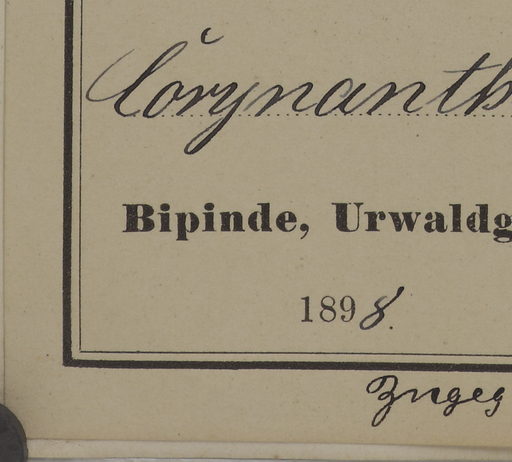 Corynanth
Bipinde, Urwaldg
1898.
Zugeg